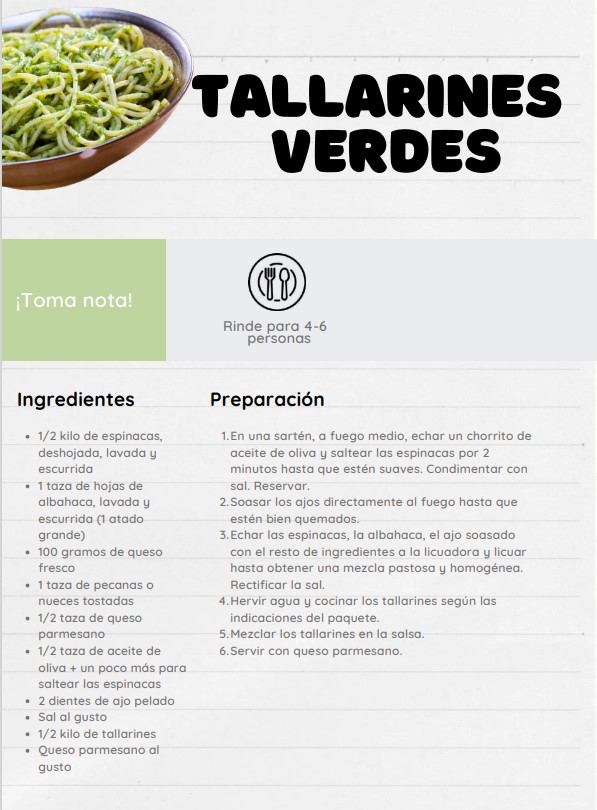 TALLARINES
VERDES
¡Toma nota!
Rinde para 4-6
personas
Ingredientes
• 1/2 kilo de espinacas,
deshojada, lavada y
escurrida
• 1 taza de hojas de
albahaca, lavada y
escurrida (1 atado
grande)
• 100 gramos de queso
fresco
• 1 taza de pecanas o
nueces tostadas
• 1/2 taza de queso
parmesano
• 1/2 taza de aceite de
oliva + un poco más para
saltear las espinacas
• 2 dientes de ajo pelado
• Sal al gusto
• 1/2 kilo de tallarines
• Queso parmesano al
gusto
Preparación
1.En una sartén, a fuego medio, echar un chorrito de
aceite de oliva y saltear las espinacas por 2
minutos hasta que estén suaves. Condimentar con
sal. Reservar.
2.Soasar los ajos directamente al fuego hasta que
estén bien quemados.
3.Echar las espinacas, la albahaca, el ajo soasado
con el resto de ingredientes a la licuadora y licuar
hasta obtener una mezcla pastosa y homogénea.
Rectificar la sal.
4.Hervir agua y cocinar los tallarines según las
indicaciones del paquete.
5.Mezclar los tallarines en la salsa.
6.Servir con queso parmesano.